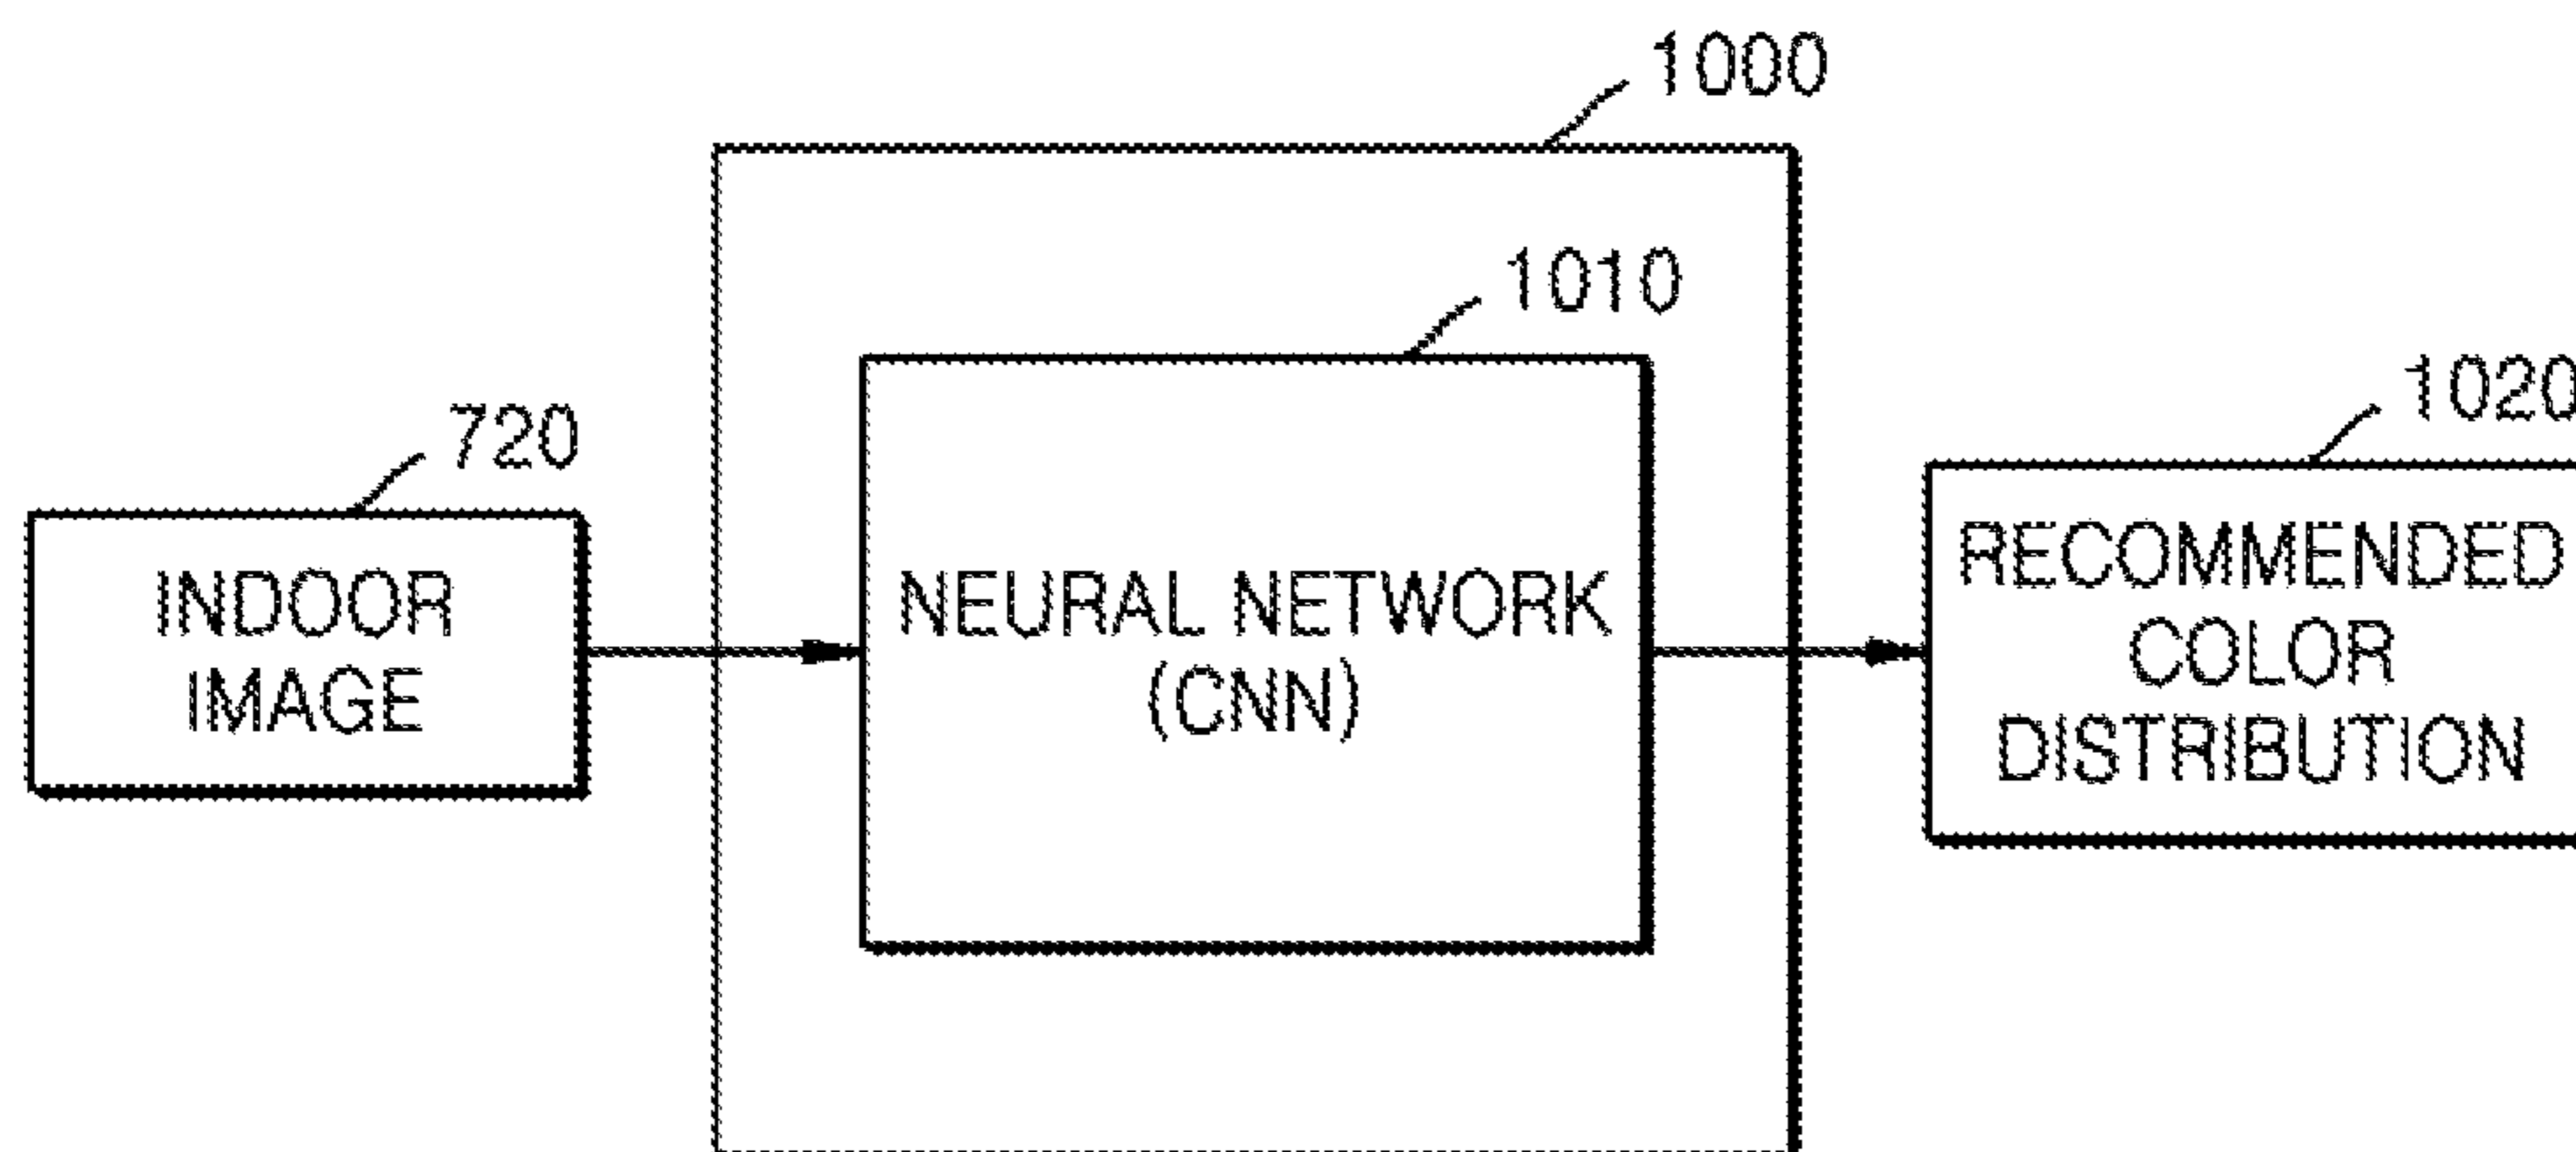 1000
1010
1020
720
INDOOR
IMAGE
NEURAL NETWORK
(CNN)
RECOMMENDED
COLOR
DISTRIBUTION